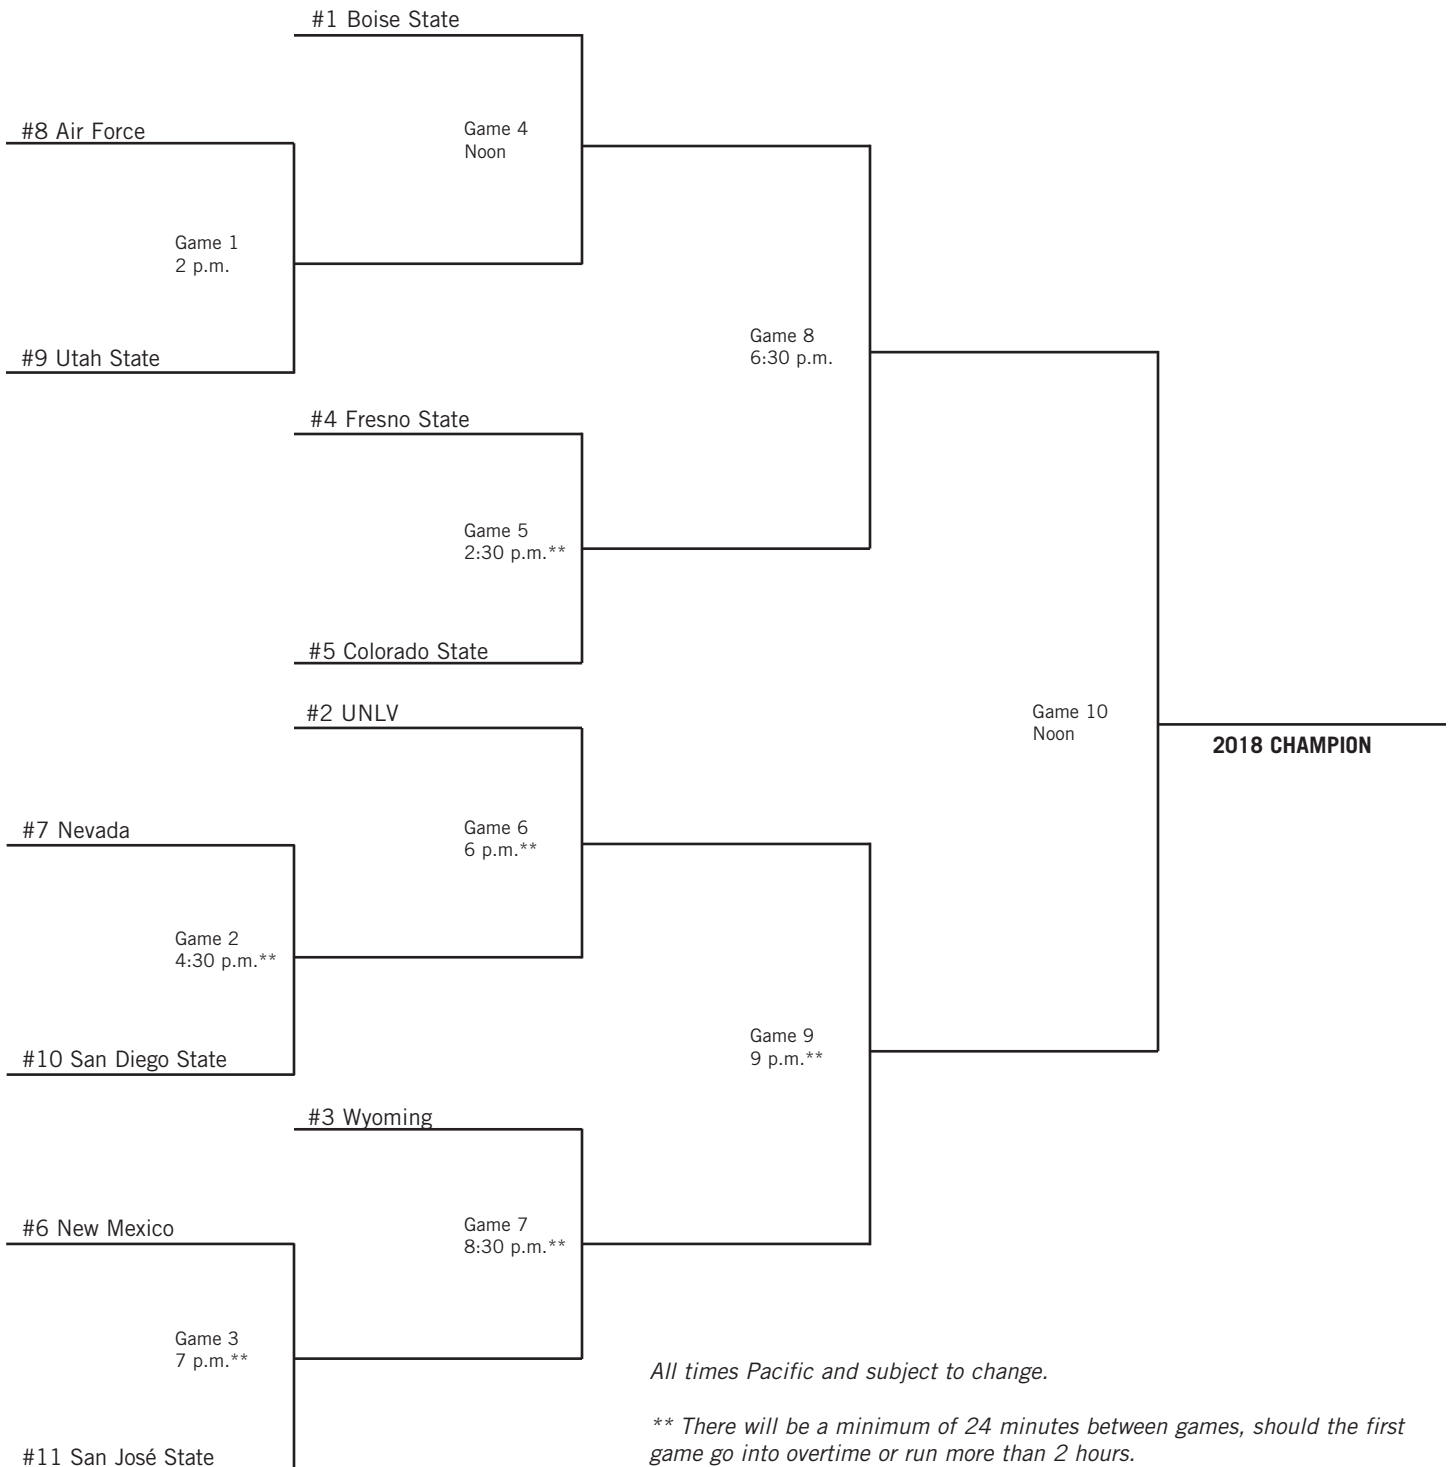 #1 Boise State
#8 Air Force
Game 4
Noon
Game 1
2 p.m.
#9 Utah State
Game 8
6:30 p.m.
#4 Fresno State
Game 5
2:30 p.m.**
#5 Colorado State
#2 UNLV
Game 10
Noon
2018 CHAMPION
#7 Nevada
Game 6
6 p.m.**
Game 2
4:30 p.m.**
#10 San Diego State
Game 9
9 p.m.**
#3 Wyoming
#6 New Mexico
Game 7
8:30 p.m.**
Game 3
7 p.m.**
#11 San José State
All times Pacific and subject to change.
** There will be a minimum of 24 minutes between games, should the first
game go into overtime or run more than 2 hours.